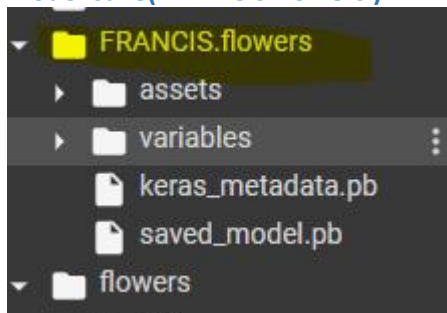 FRANCIS.flowers
assets
variables
keras_metadata.pb
saved_model.pb
flowers